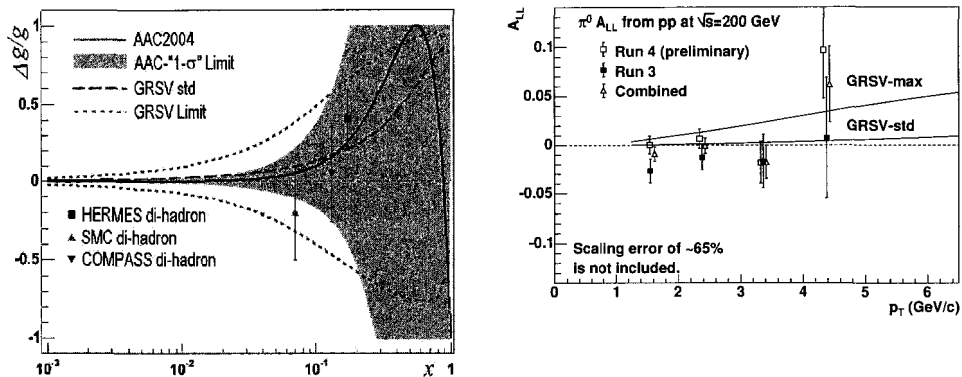 Δg/g
1
0.5
0
-0.5
-1
AAC2004
AAC-"1-σ" Limit
GRSV std
GRSV Limit
HERMES di-hadron
SMC di-hadron
COMPASS di-hadron
10⁻³ 10⁻² 10⁻¹ x 1
A_LL
0.1
0.05
0
-0.05
-0.1
π⁰ A_LL from pp at √s=200 GeV
Run 4 (preliminary)
Run 3
Combined
GRSV-max
GRSV-std
Scaling error of ~65%
is not included.
0 1 2 3 4 5 6
p_T (GeV/c)